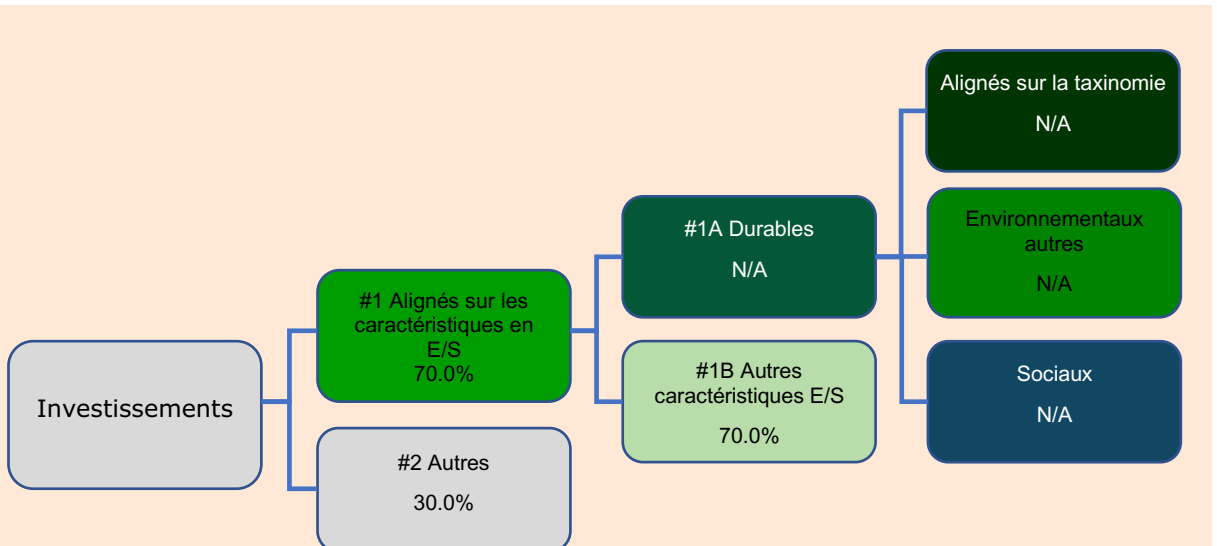 Investissements
#1 Alignés sur les
caractéristiques en
E/S
70.0%
#2 Autres
30.0%
#1A Durables
N/A
#1B Autres
caractéristiques E/S
70.0%
Alignés sur la taxinomie
N/A
Environnementaux
autres
N/A
Sociaux
N/A